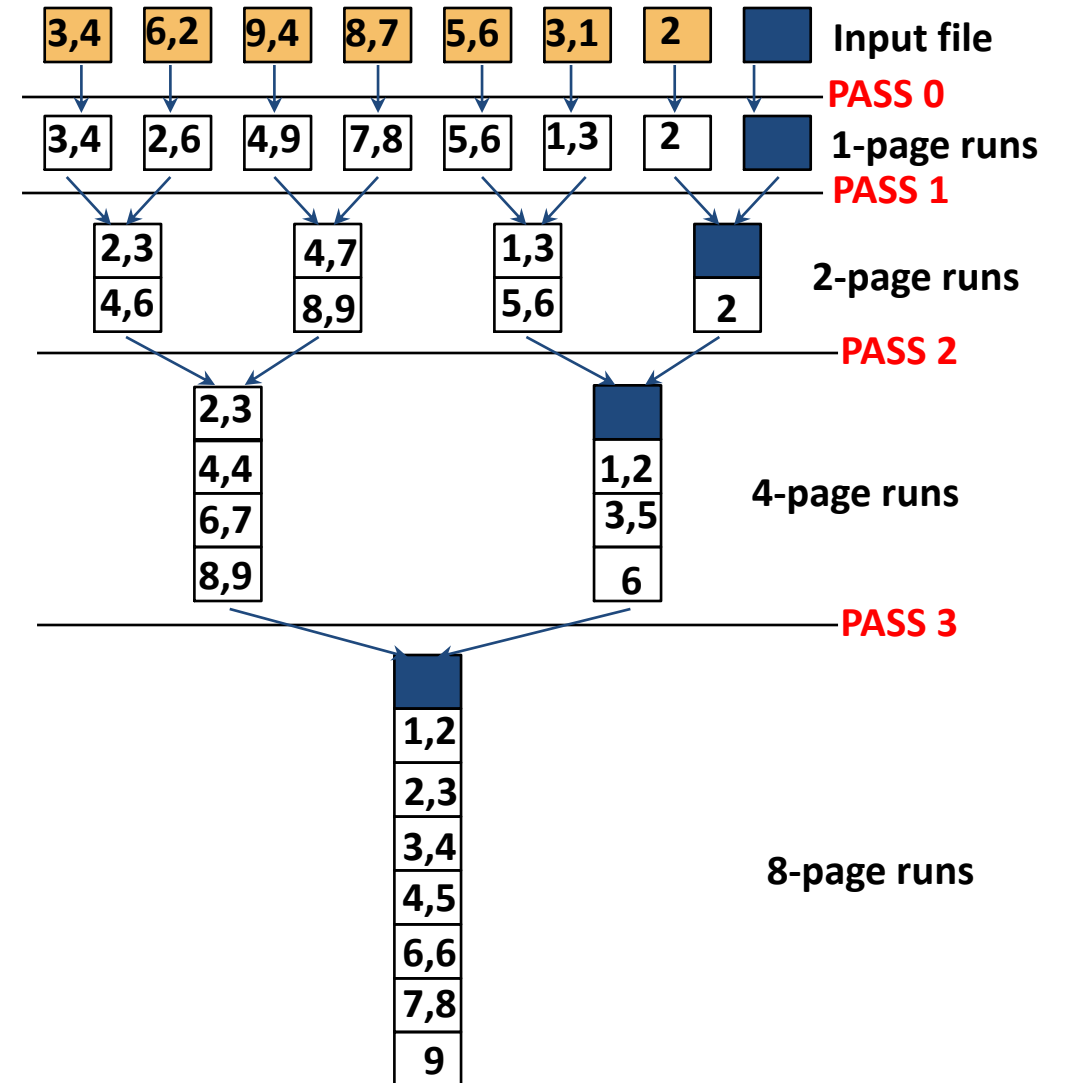 3,4 6,2 9,4 8,7 5,6 3,1 2 Input file
PASS 0
3,4 2,6 4,9 7,8 5,6 1,3 2 1-page runs
PASS 1
2,3 4,7 1,3
2-page runs
4,6 8,9 5,6 2
PASS 2
2,3
4,4 1,2
4-page runs
6,7 3,5
8,9 6
PASS 3
1,2
2,3
3,4
8-page runs
4,5
6,6
7,8
9